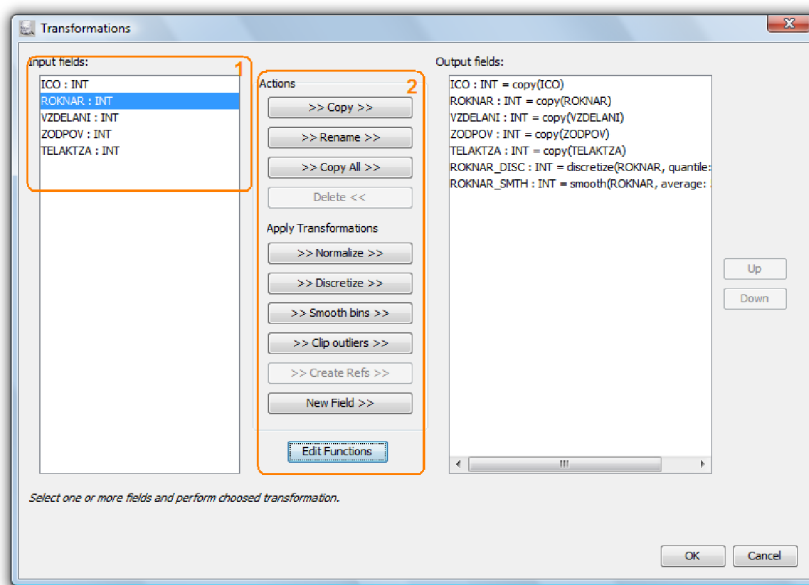 Transformations
Input fields:
1
ICO : INT
ROKNAR : INT
VZDELANI : INT
ZODPOV : INT
TELAKTZA : INT
2
Actions
>> Copy >>
>> Rename >>
>> Copy All >>
Delete <<
Apply Transformations
>> Normalize >>
>> Discretize >>
>> Smooth bins >>
>> Clip outliers >>
>> Create Refs >>
New Field >>
Edit Functions
Output fields:
ICO : INT = copy(ICO)
ROKNAR : INT = copy(ROKNAR)
VZDELANI : INT = copy(VZDELANI)
ZODPOV : INT = copy(ZODPOV)
TELAKTZA : INT = copy(TELAKTZA)
ROKNAR_DISC : INT = discretize(ROKNAR, quantile:
ROKNAR_SMTH : INT = smooth(ROKNAR, average:
Up
Down
Select one or more fields and perform choosed transformation.
OK
Cancel